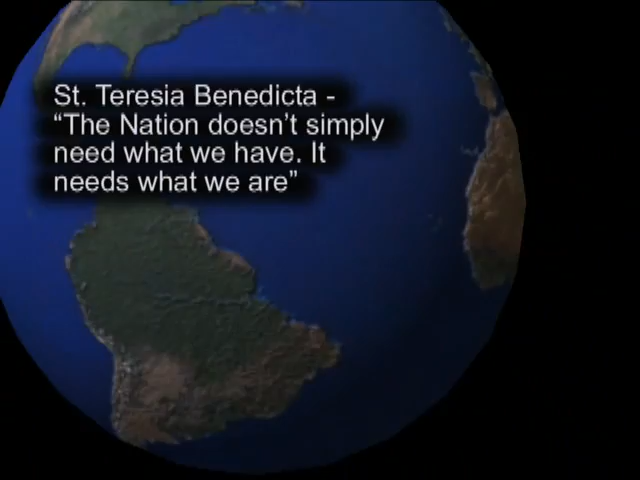 St. Teresia Benedicta -
“The Nation doesn’t simply
need what we have. It
needs what we are”